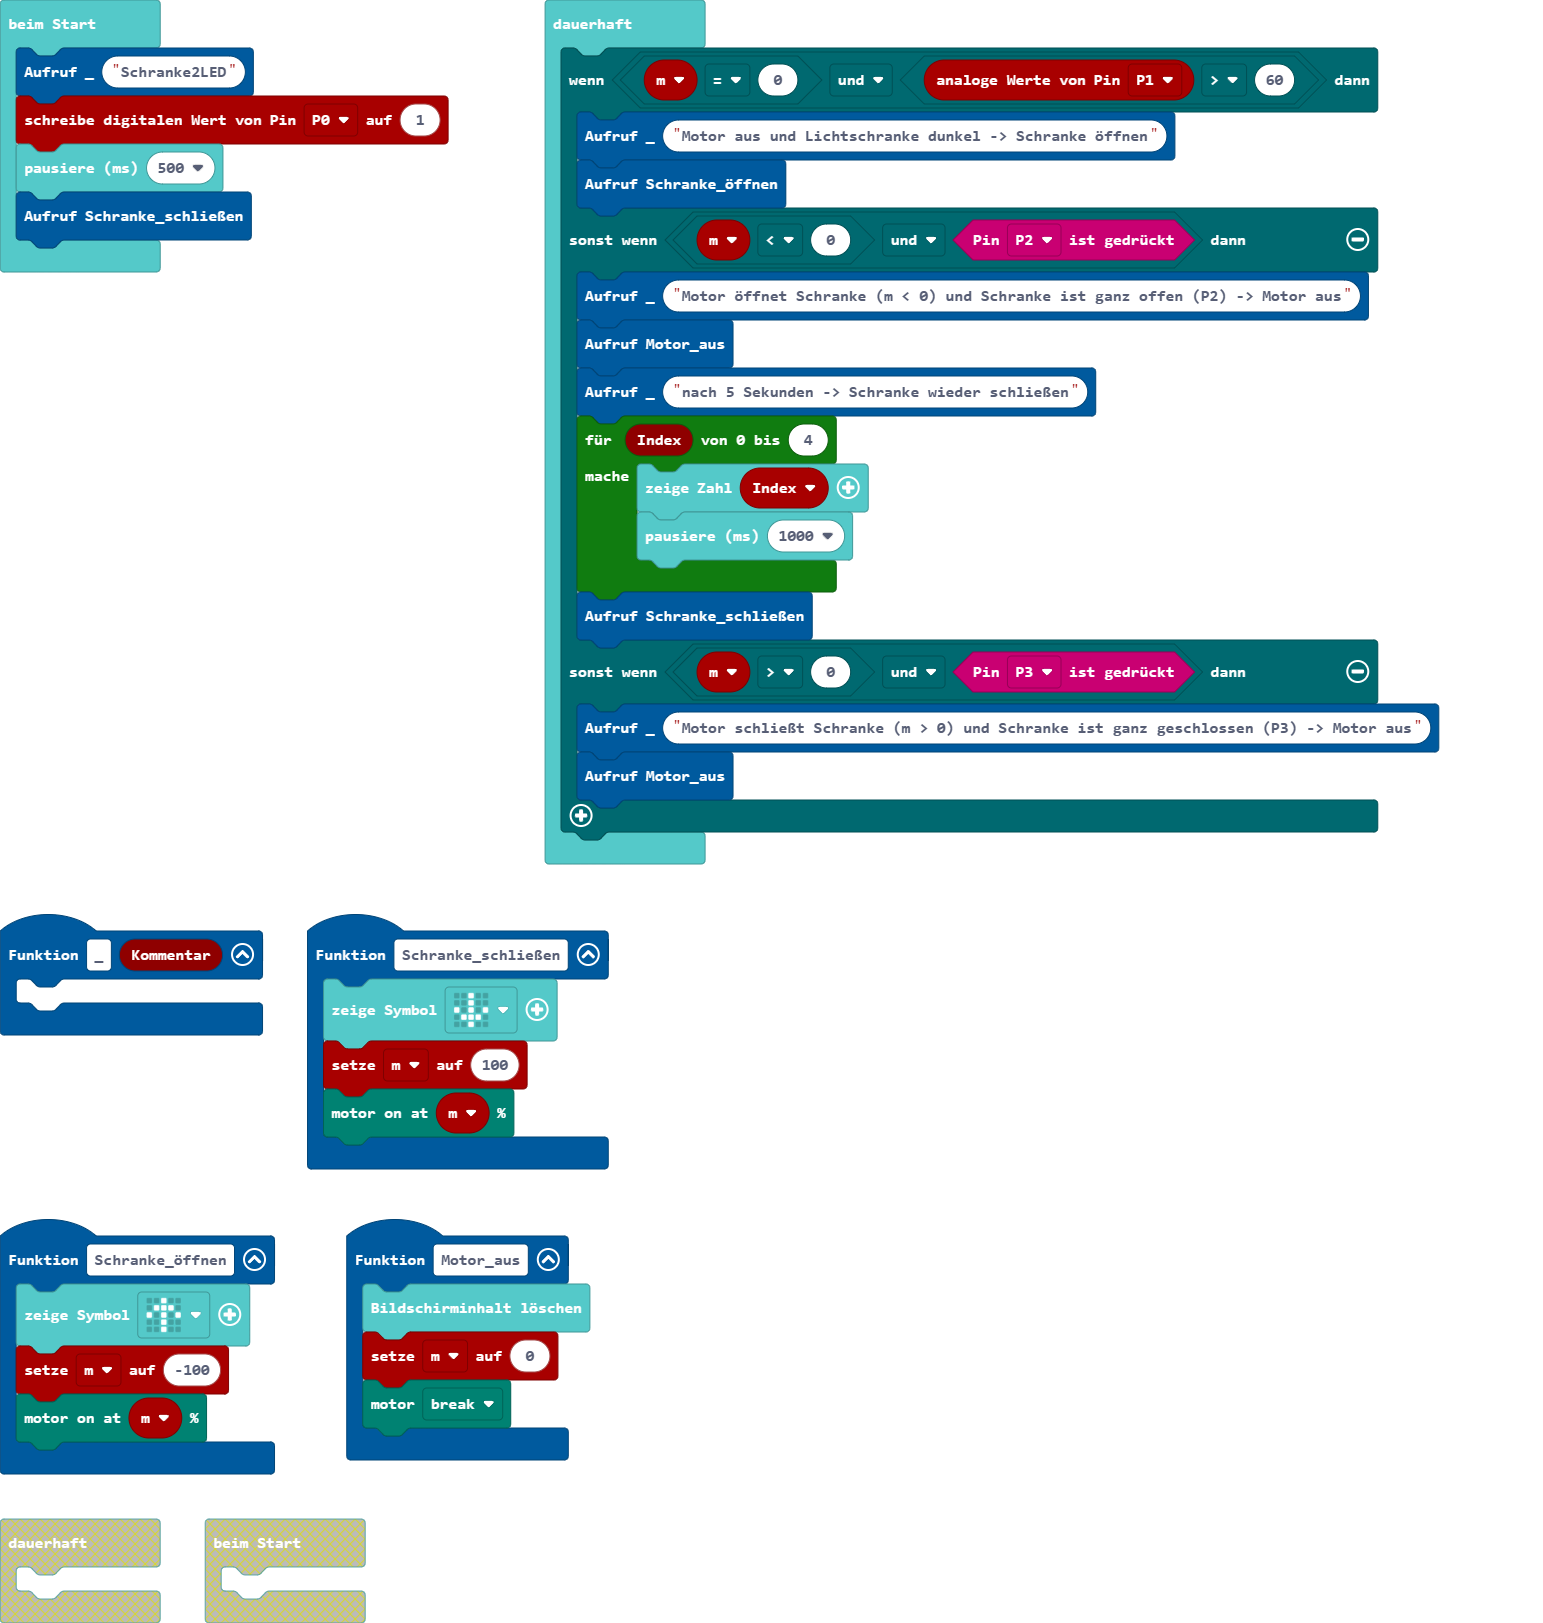 beim Start
Aufruf _ "Schranke2LED"
schreibe digitalen Wert von Pin P0 auf 1
pausiere (ms) 500
Aufruf Schranke_schließen
dauerhaft
wenn m = 0 und analoge Werte von Pin P1 > 60 dann
Aufruf _ "Motor aus und Lichtschranke dunkel -> Schranke öffnen"
Aufruf Schranke_öffnen
sonst wenn m < 0 und Pin P2 ist gedrückt dann
Aufruf _ "Motor öffnet Schranke (m < 0) und Schranke ist ganz offen (P2) -> Motor aus"
Aufruf Motor_aus
Aufruf _ "nach 5 Sekunden -> Schranke wieder schließen"
für Index von 0 bis 4
mache
zeige Zahl Index
pausiere (ms) 1000
Aufruf Schranke_schließen
sonst wenn m > 0 und Pin P3 ist gedrückt dann
Aufruf _ "Motor schließt Schranke (m > 0) und Schranke ist ganz geschlossen (P3) -> Motor aus"
Aufruf Motor_aus
Funktion _ Kommentar
Funktion Schranke_schließen
zeige Symbol
setze m auf 100
motor on at m %
Funktion Schranke_öffnen
zeige Symbol
setze m auf -100
motor on at m %
Funktion Motor_aus
Bildschirminhalt löschen
setze m auf 0
motor break
dauerhaft
beim Start